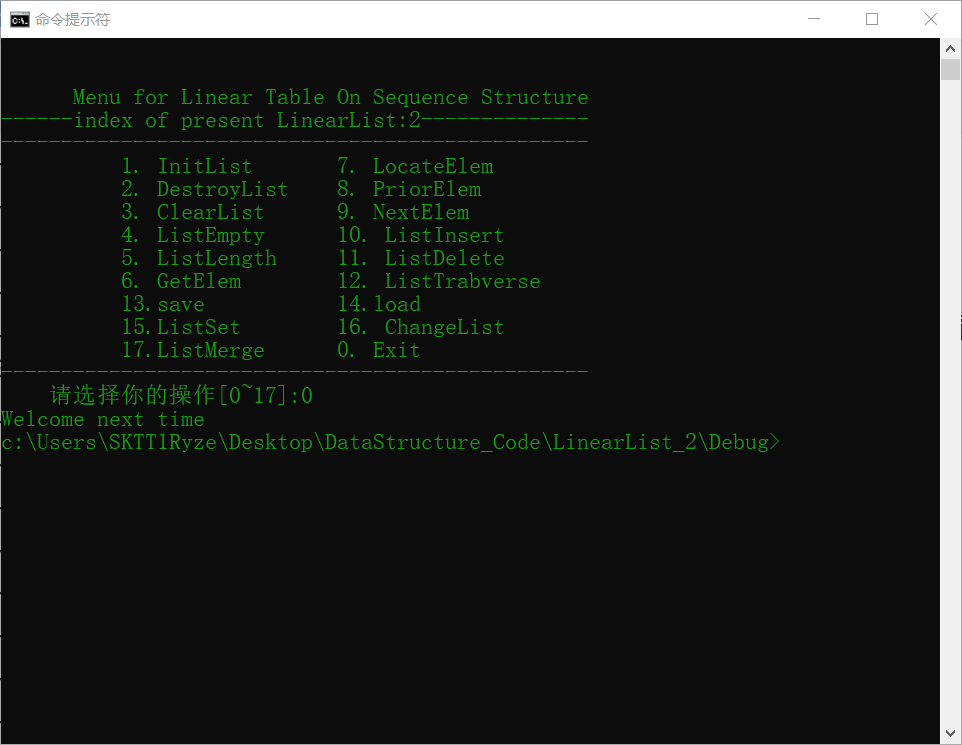 命令提示符
Menu for Linear Table On Sequence Structure
------index of present LinearList:2--------------
-------------------------------------------------
1. InitList 7. LocateElem
2. DestroyList 8. PriorElem
3. ClearList 9. NextElem
4. ListEmpty 10. ListInsert
5. ListLength 11. ListDelete
6. GetElem 12. ListTrabverse
13.save 14.load
15.ListSet 16. ChangeList
17.ListMerge 0. Exit
-------------------------------------------------
请选择你的操作[0~17]:0
Welcome next time
c:\Users\SKTT1Ryze\Desktop\DataStructure_Code\LinearList_2\Debug>